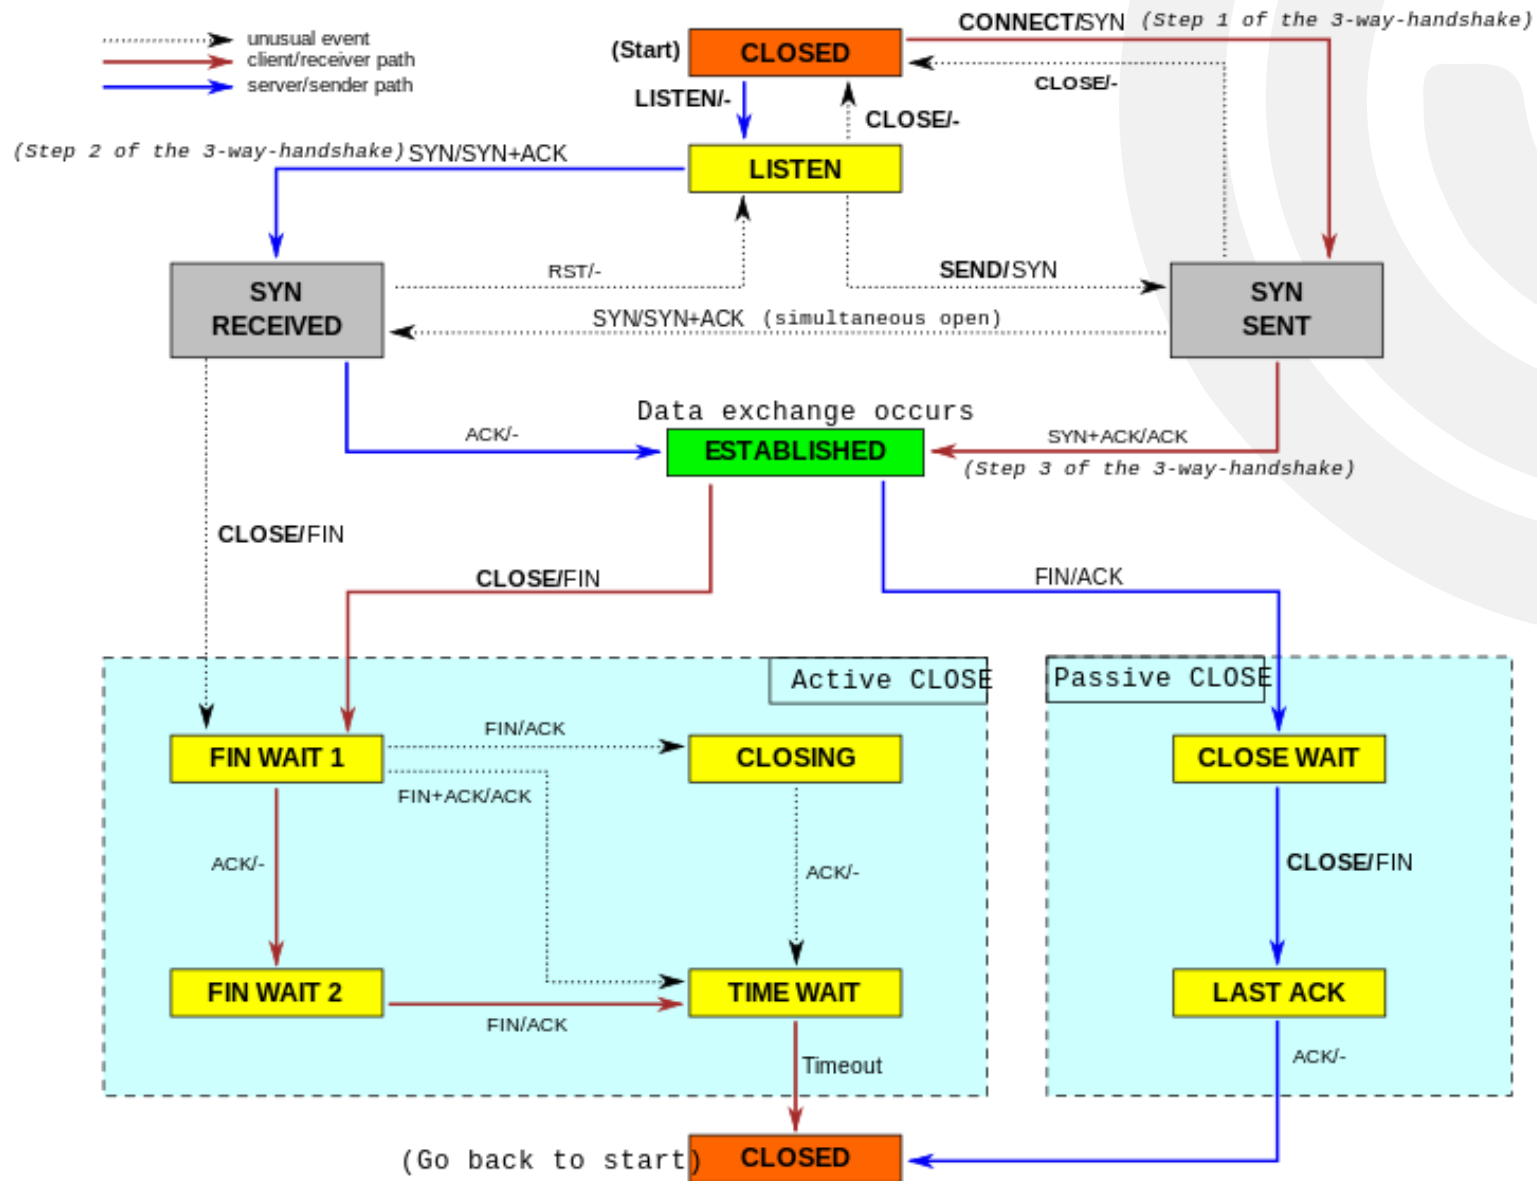 CONNECT/SYN (Step 1 of the 3-way-handshake)
unusual event
client/receiver path
server/sender path
(Start) CLOSED
CLOSE/-
LISTEN/-
CLOSE/-
(Step 2 of the 3-way-handshake) SYN/SYN+ACK
LISTEN
RST/-
SEND/SYN
SYN
RECEIVED
SYN
SENT
SYN/SYN+ACK (simultaneous open)
Data exchange occurs
ACK/-
ESTABLISHED
SYN+ACK/ACK
(Step 3 of the 3-way-handshake)
CLOSE/FIN
CLOSE/FIN
FIN/ACK
Active CLOSE
Passive CLOSE
FIN WAIT 1
FIN/ACK
CLOSING
CLOSE WAIT
FIN+ACK/ACK
ACK/-
ACK/-
CLOSE/FIN
FIN WAIT 2
TIME WAIT
LAST ACK
FIN/ACK
Timeout
ACK/-
(Go back to start) CLOSED